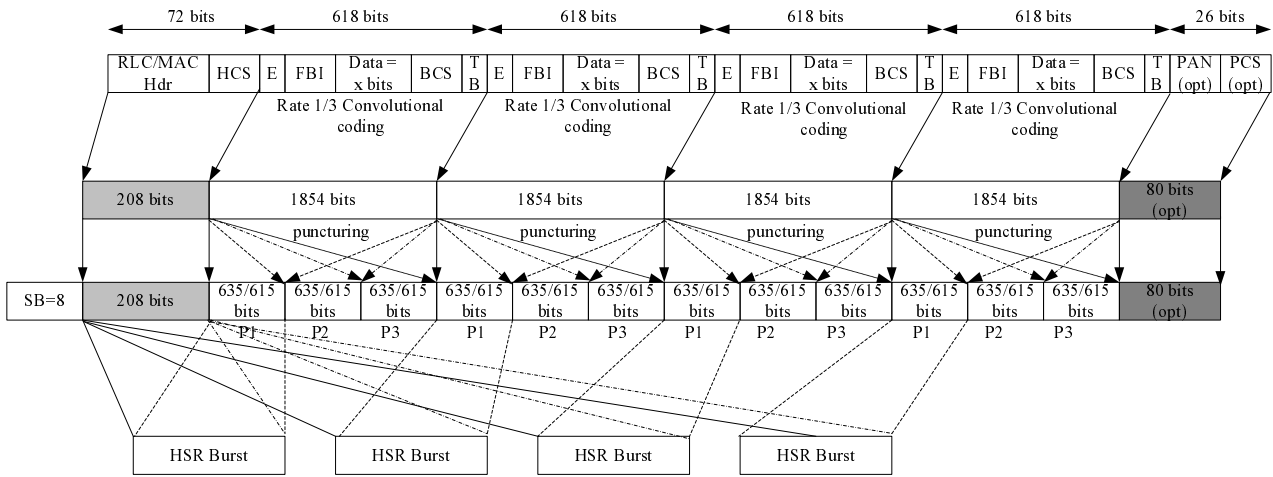 72 bits 618 bits 618 bits 618 bits 618 bits 26 bits
RLC/MAC Hdr HCS E FBI Data = x bits BCS TB E FBI Data = x bits BCS TB E FBI Data = x bits BCS TB E FBI Data = x bits BCS TB PAN (opt) PCS (opt)
Rate 1/3 Convolutional coding Rate 1/3 Convolutional coding Rate 1/3 Convolutional coding Rate 1/3 Convolutional coding
208 bits 1854 bits 1854 bits 1854 bits 1854 bits 80 bits (opt)
puncturing puncturing puncturing puncturing
SB=8 208 bits 635/615 bits 635/615 bits 635/615 bits 635/615 bits 635/615 bits 635/615 bits 635/615 bits 635/615 bits 635/615 bits 635/615 bits 635/615 bits 635/615 bits 80 bits (opt)
P1 P2 P3 P1 P2 P3 P1 P2 P3 P1 P2 P3
HSR Burst HSR Burst HSR Burst HSR Burst